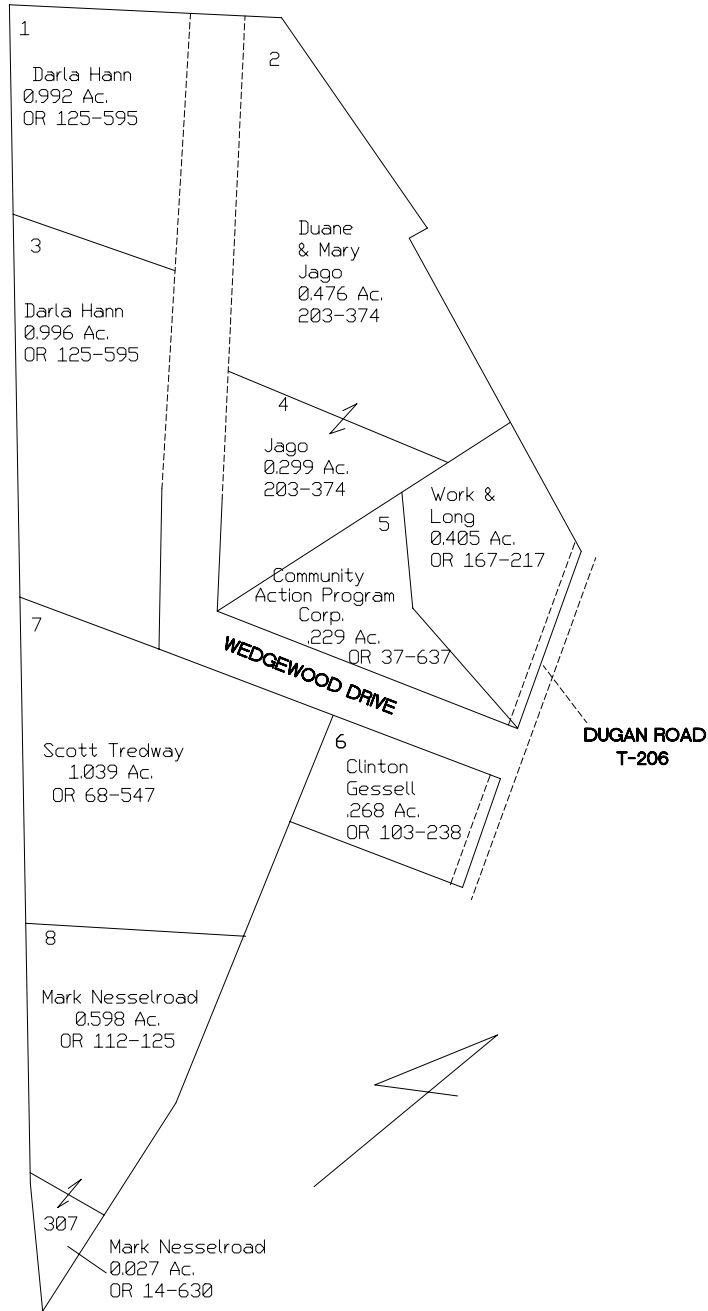 1
Darla Hann
0.992 Ac.
OR 125-595
2
Duane
& Mary
Jago
0.476 Ac.
203-374
3
Darla Hann
0.996 Ac.
OR 125-595
4
Jago
0.299 Ac.
203-374
Work &
Long
0.405 Ac.
OR 167-217
5
Community
Action Program
Corp.
.229 Ac.
OR 37-637
WEDGEWOOD DRIVE
DUGAN ROAD
T-206
7
Scott Tredway
1.039 Ac.
OR 68-547
6
Clinton
Gessell
.268 Ac.
OR 103-238
8
Mark Nesselroad
0.598 Ac.
OR 112-125
307
Mark Nesselroad
0.027 Ac.
OR 14-630